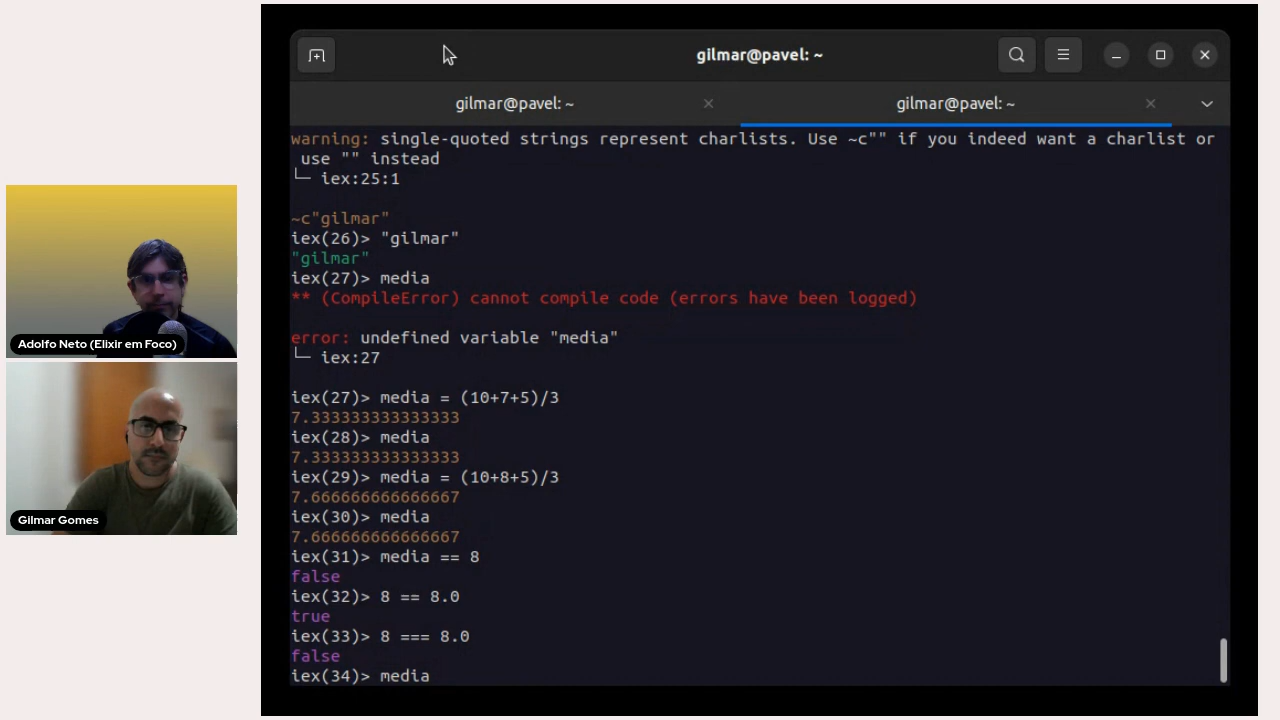 gilmar@pavel: ~
gilmar@pavel: ~
gilmar@pavel: ~
warning: single-quoted strings represent charlists. Use ~c"" if you indeed want a charlist or
use "" instead
└─ iex:25:1
~c"gilmar"
iex(26)> "gilmar"
"gilmar"
iex(27)> media
** (CompileError) cannot compile code (errors have been logged)
error: undefined variable "media"
└─ iex:27
iex(27)> media = (10+7+5)/3
7.333333333333333
iex(28)> media
7.333333333333333
iex(29)> media = (10+8+5)/3
7.666666666666667
iex(30)> media
7.666666666666667
iex(31)> media == 8
false
iex(32)> 8 == 8.0
true
iex(33)> 8 === 8.0
false
iex(34)> media
Adolfo Neto (Elixir em Foco)
Gilmar Gomes